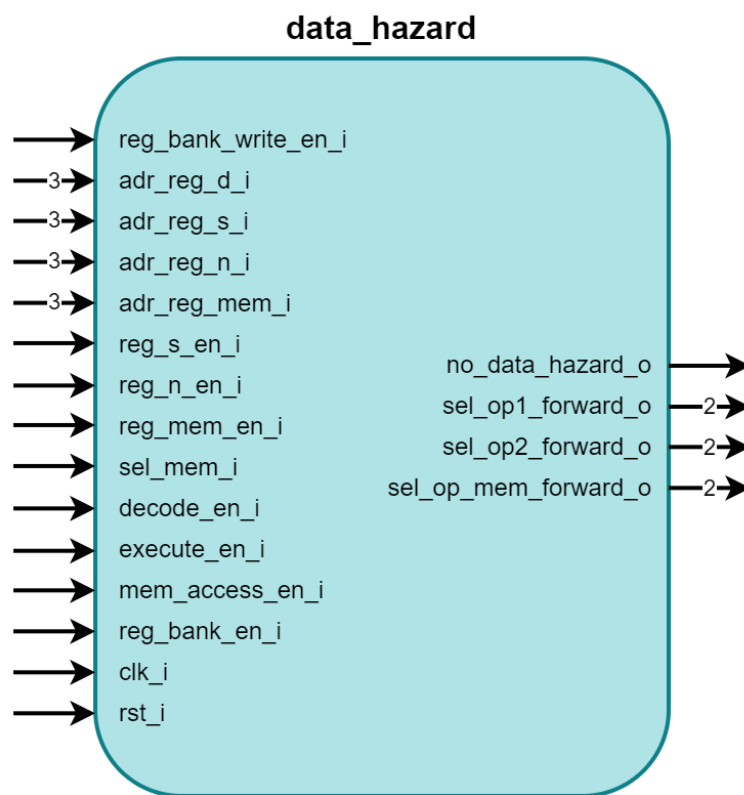 data_hazard
reg_bank_write_en_i
3 adr_reg_d_i
3 adr_reg_s_i
3 adr_reg_n_i
3 adr_reg_mem_i
reg_s_en_i
no_data_hazard_o
reg_n_en_i
sel_op1_forward_o 2
reg_mem_en_i
sel_op2_forward_o 2
sel_mem_i
sel_op_mem_forward_o 2
decode_en_i
execute_en_i
mem_access_en_i
reg_bank_en_i
clk_i
rst_i